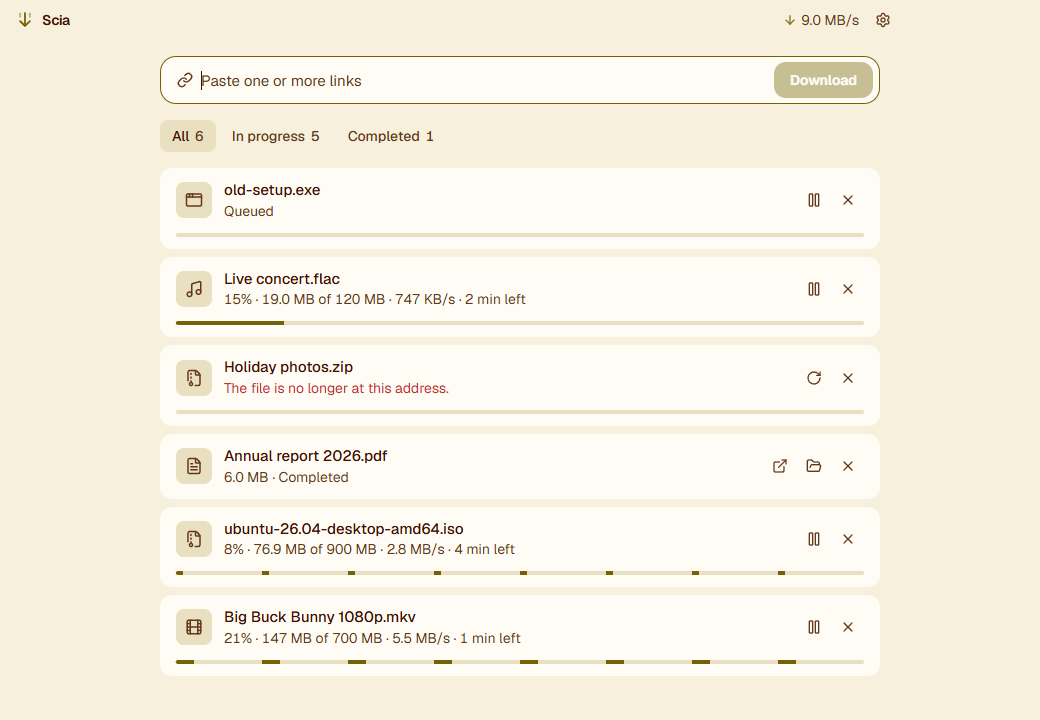 Scia
9.0 MB/s
Paste one or more links
Download
All 6
In progress 5
Completed 1
old-setup.exe
Queued
Live concert.flac
15% · 19.0 MB of 120 MB · 747 KB/s · 2 min left
Holiday photos.zip
The file is no longer at this address.
Annual report 2026.pdf
6.0 MB · Completed
ubuntu-26.04-desktop-amd64.iso
8% · 76.9 MB of 900 MB · 2.8 MB/s · 4 min left
Big Buck Bunny 1080p.mkv
21% · 147 MB of 700 MB · 5.5 MB/s · 1 min left